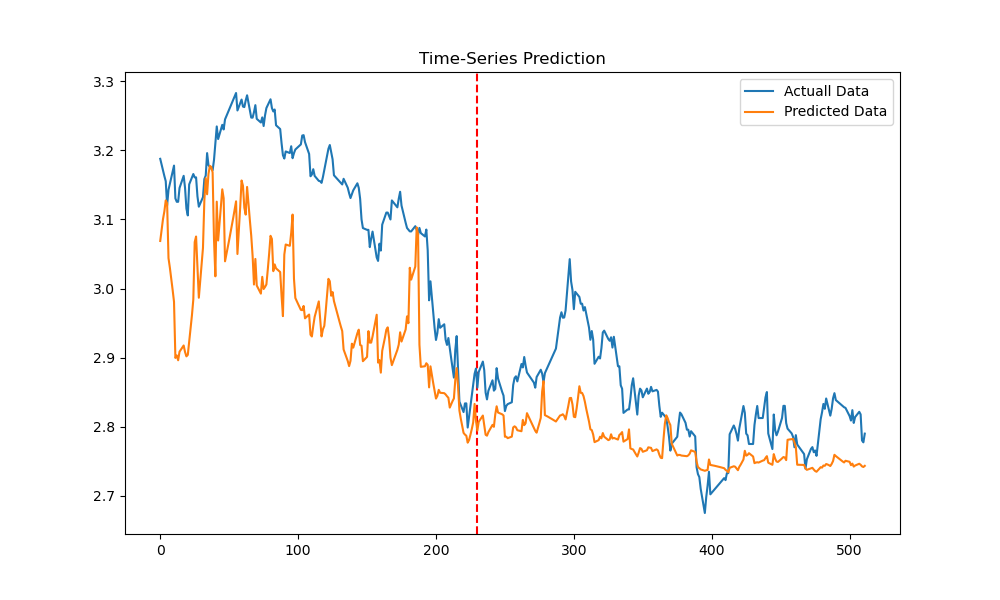 Time-Series Prediction
Actuall Data
Predicted Data
3.3
3.2
3.1
3.0
2.9
2.8
2.7
0 100 200 300 400 500